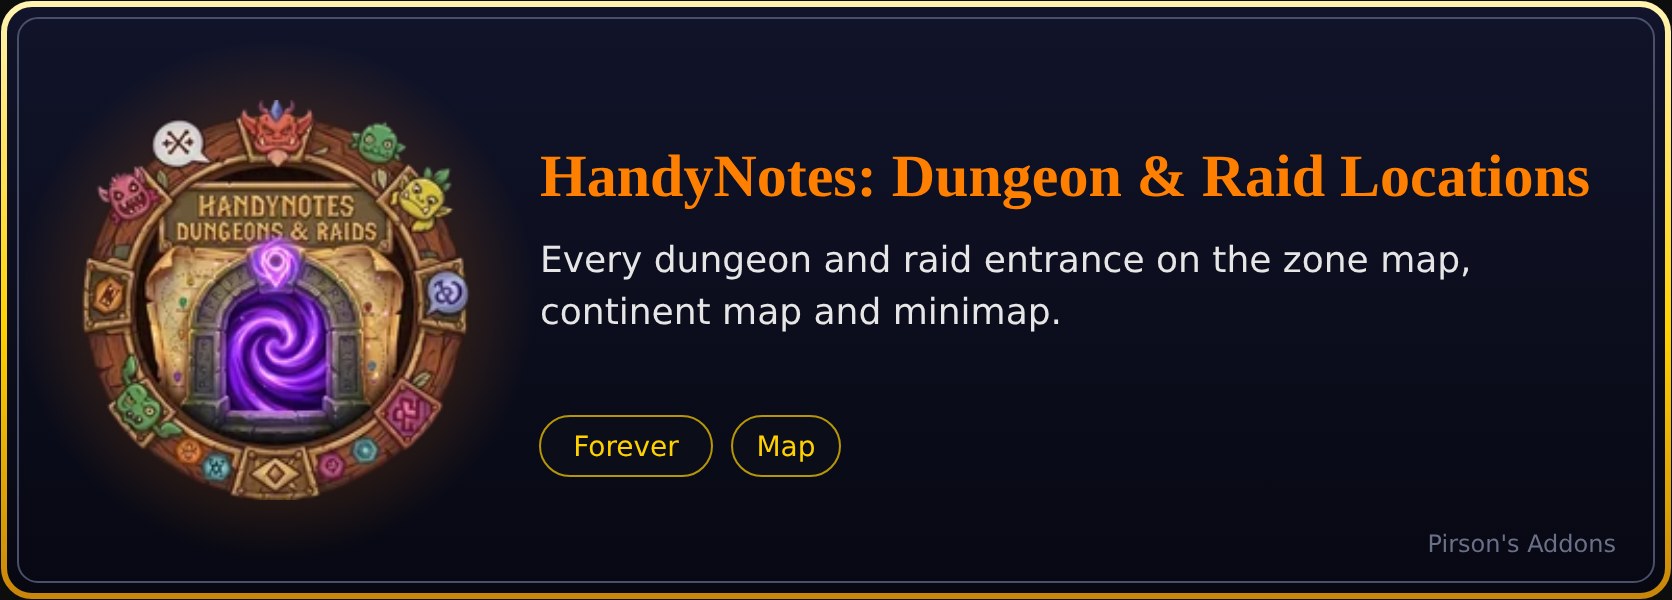 HANDYNOTES
DUNGEONS & RAIDS
HandyNotes: Dungeon & Raid Locations
Every dungeon and raid entrance on the zone map,
continent map and minimap.
Forever
Map
Pirson's Addons